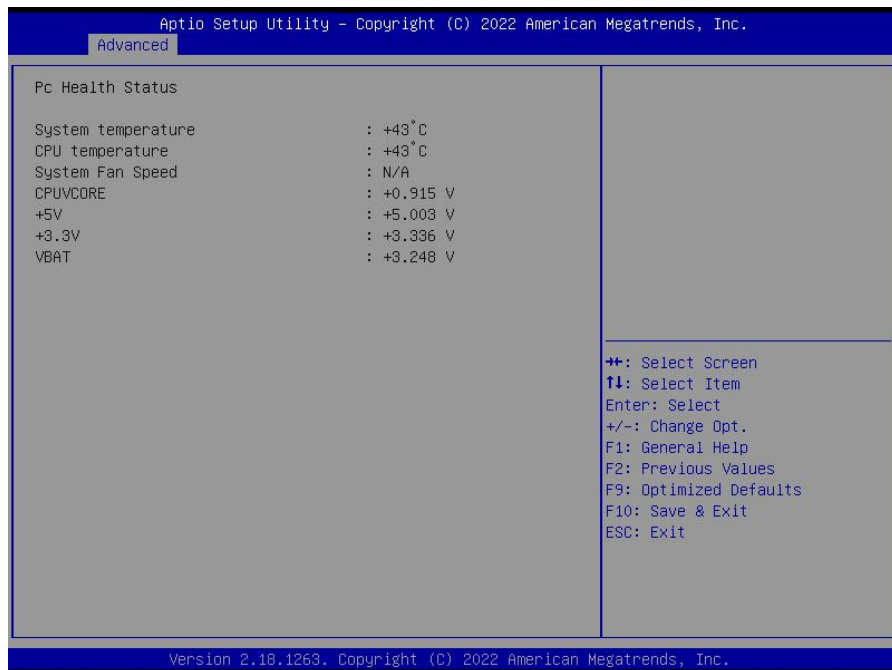 Aptio Setup Utility – Copyright (C) 2022 American Megatrends, Inc.
Advanced
Pc Health Status
System temperature : +43°C
CPU temperature : +43°C
System Fan Speed : N/A
CPUVCORE : +0.915 V
+5V : +5.003 V
+3.3V : +3.336 V
VBAT : +3.248 V
→←: Select Screen
↑↓: Select Item
Enter: Select
+/-: Change Opt.
F1: General Help
F2: Previous Values
F9: Optimized Defaults
F10: Save & Exit
ESC: Exit
Version 2.18.1263. Copyright (C) 2022 American Megatrends, Inc.